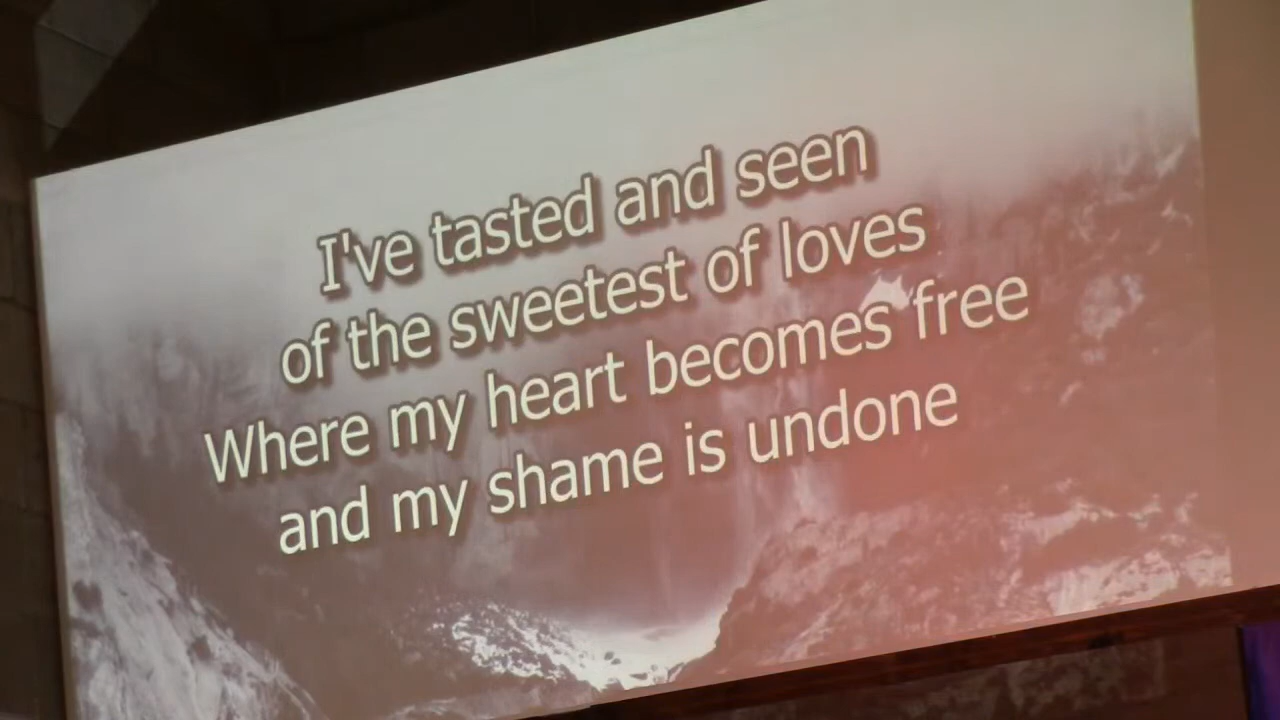 I've tasted and seen
of the sweetest of loves
Where my heart becomes free
and my shame is undone